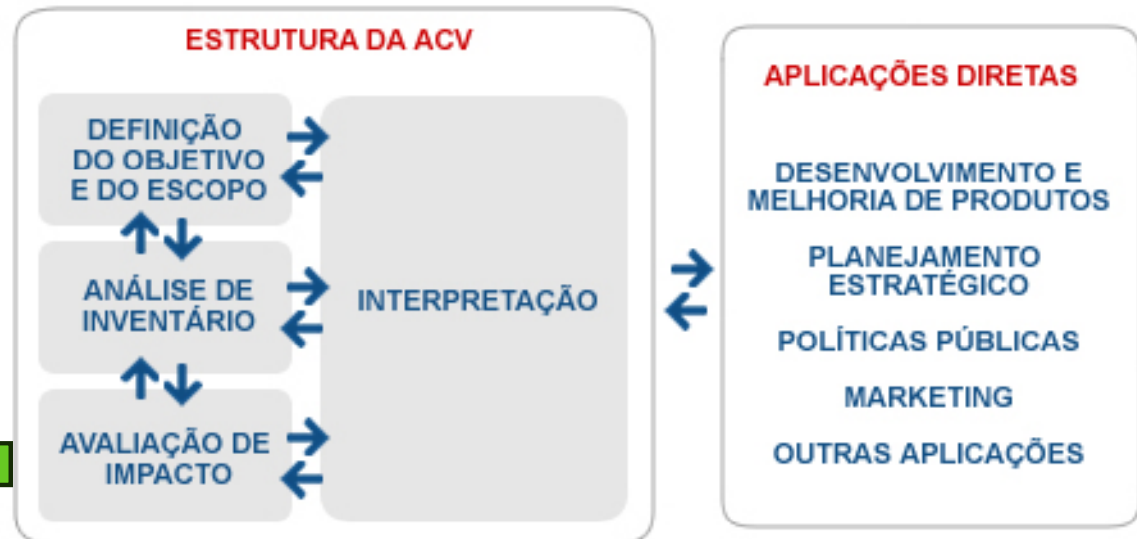 ESTRUTURA DA ACV
DEFINIÇÃO
DO OBJETIVO
E DO ESCOPO
ANÁLISE DE
INVENTÁRIO
AVALIAÇÃO DE
IMPACTO
INTERPRETAÇÃO
APLICAÇÕES DIRETAS
DESENVOLVIMENTO E
MELHORIA DE PRODUTOS
PLANEJAMENTO
ESTRATÉGICO
POLÍTICAS PÚBLICAS
MARKETING
OUTRAS APLICAÇÕES